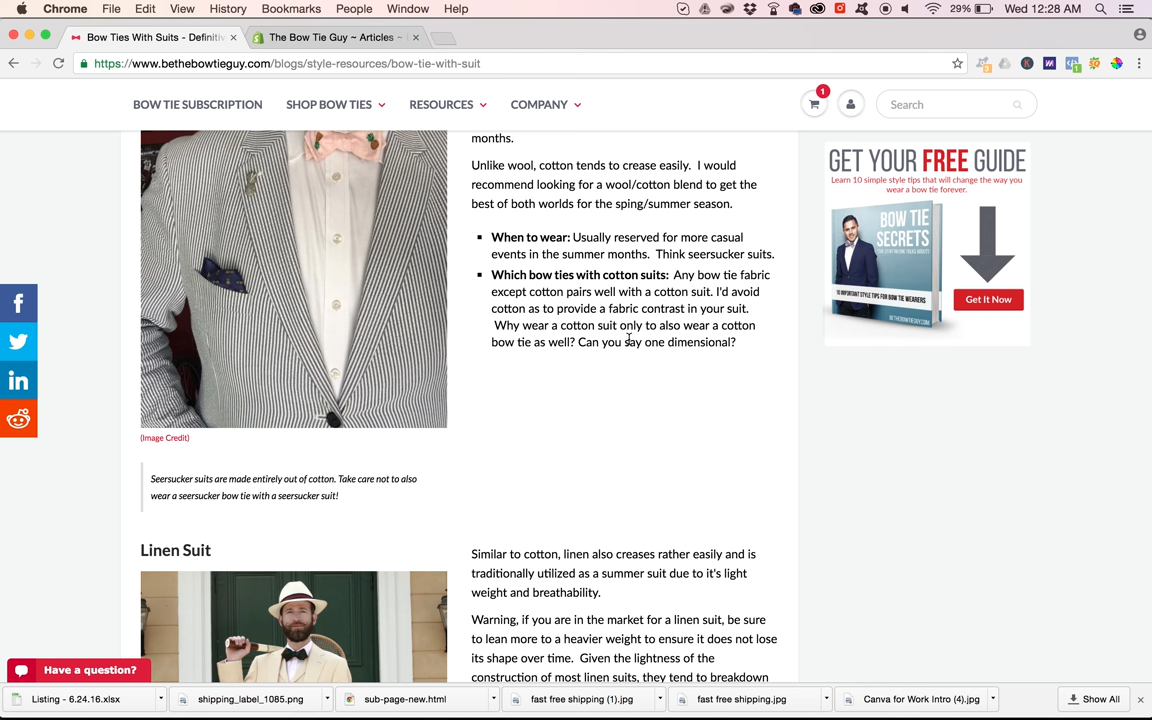 Chrome File Edit View History Bookmarks People Window Help 29% Wed 12:28 AM
Bow Ties With Suits - Definitiv × The Bow Tie Guy ~ Articles ~ ×
https://www.bethebowtieguy.com/blogs/style-resources/bow-tie-with-suit
BOW TIE SUBSCRIPTION SHOP BOW TIES RESOURCES COMPANY 1 Search
months.
Unlike wool, cotton tends to crease easily. I would
recommend looking for a wool/cotton blend to get the
best of both worlds for the sping/summer season.
When to wear: Usually reserved for more casual
events in the summer months. Think seersucker suits.
Which bow ties with cotton suits: Any bow tie fabric
except cotton pairs well with a cotton suit. I'd avoid
cotton as to provide a fabric contrast in your suit.
Why wear a cotton suit only to also wear a cotton
bow tie as well? Can you say one dimensional?
(Image Credit)
Seersucker suits are made entirely out of cotton. Take care not to also
wear a seersucker bow tie with a seersucker suit!
Linen Suit
Similar to cotton, linen also creases rather easily and is
traditionally utilized as a summer suit due to it's light
weight and breathability.
Warning, if you are in the market for a linen suit, be sure
to lean more to a heavier weight to ensure it does not lose
its shape over time. Given the lightness of the
construction of most linen suits, they tend to breakdown
GET YOUR FREE GUIDE
Learn 10 simple style tips that will change the way you
wear a bow tie forever.
BOW TIE
SECRETS
10 IMPORTANT STYLE TIPS FOR BOW TIE WEARERS
BETHEBOWTIEGUY.COM
Get It Now
Have a question?
Listing - 6.24.16.xlsx shipping_label_1085.png sub-page-new.html fast free shipping (1).jpg fast free shipping.jpg Canva for Work Intro (4).jpg Show All